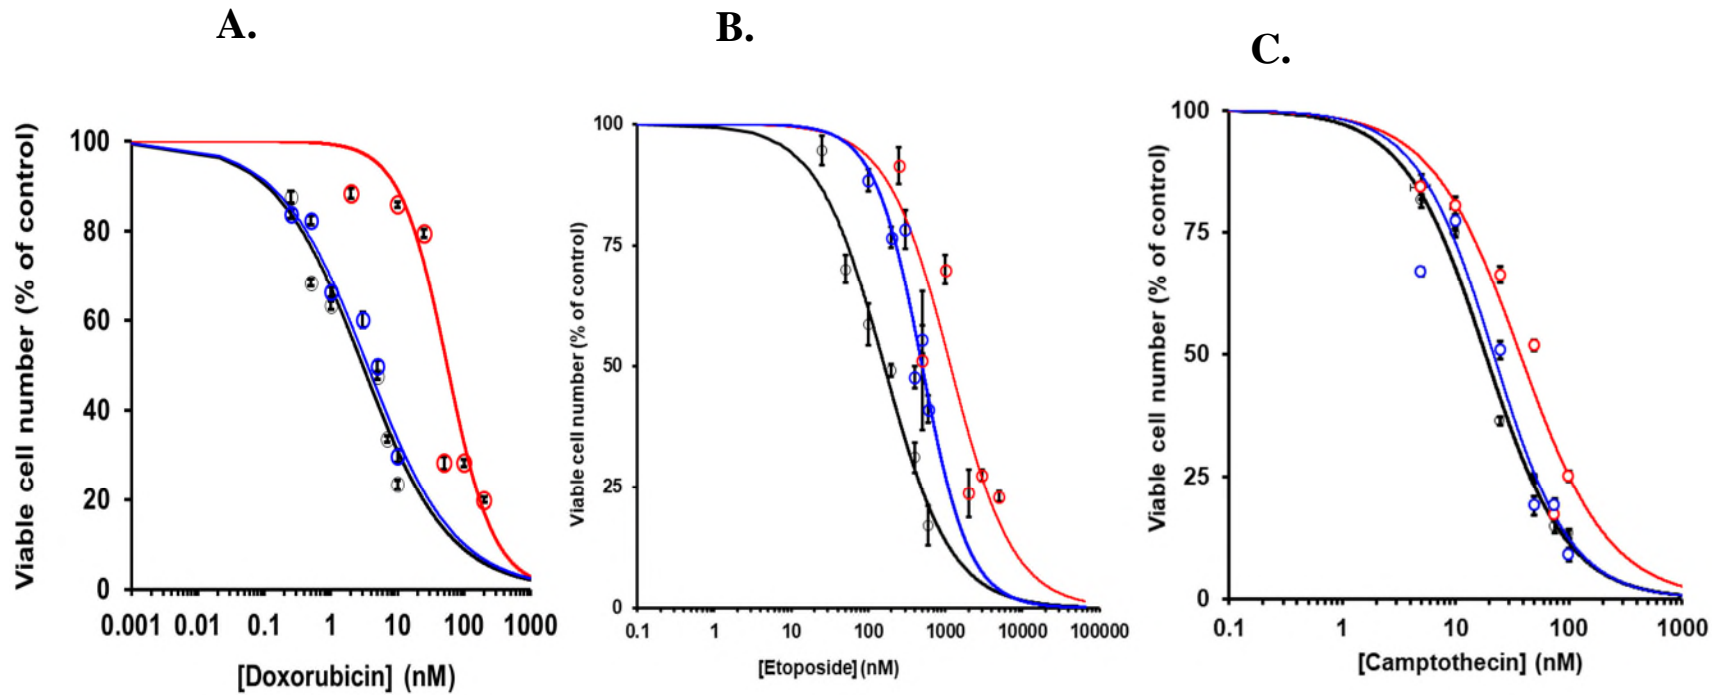 A.
Viable cell number (% of control)
100
80
60
40
20
0
0.001 0.01 0.1 1 10 100 1000
[Doxorubicin] (nM)
B.
Viable cell number (% of control)
100
75
50
25
0
0.1 1 10 100 1000 10000 100000
[Etoposide] (nM)
C.
Viable cell number (% of control)
100
75
50
25
0
0.1 1 10 100 1000
[Camptothecin] (nM)